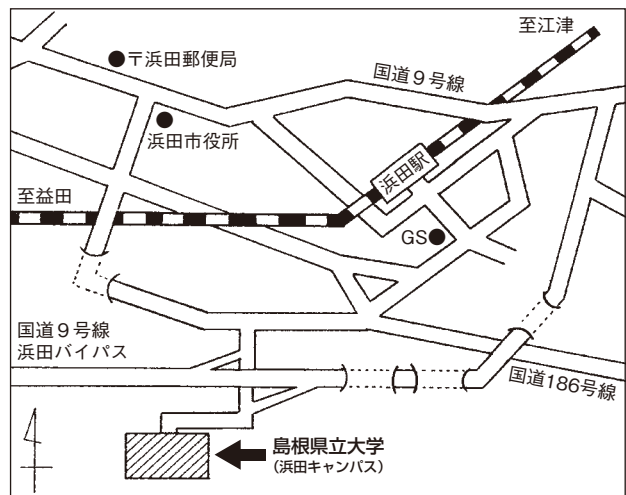 至江津
〒浜田郵便局
国道9号線
浜田市役所
浜田駅
至益田
GS
国道9号線
浜田バイパス
国道186号線
島根県立大学
(浜田キャンパス)